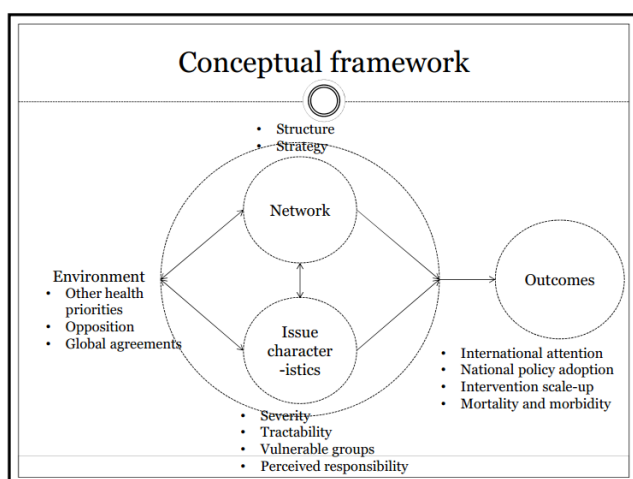 Conceptual framework
• Structure
• Strategy
Network
Environment
• Other health
priorities
• Opposition
• Global agreements
Issue
character
-istics
• Severity
• Tractability
• Vulnerable groups
• Perceived responsibility
Outcomes
• International attention
• National policy adoption
• Intervention scale-up
• Mortality and morbidity